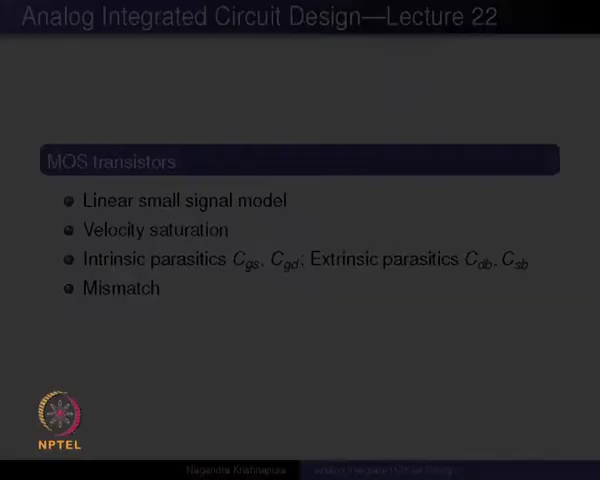 Analog Integrated Circuit Design—Lecture 22
MOS transistors
Linear small signal model
Velocity saturation
Intrinsic parasitics Cgs, Cgd; Extrinsic parasitics Cdb, Csb
Mismatch
NPTEL
Nagendra Krishnapura Analog Integrated Circuit Design